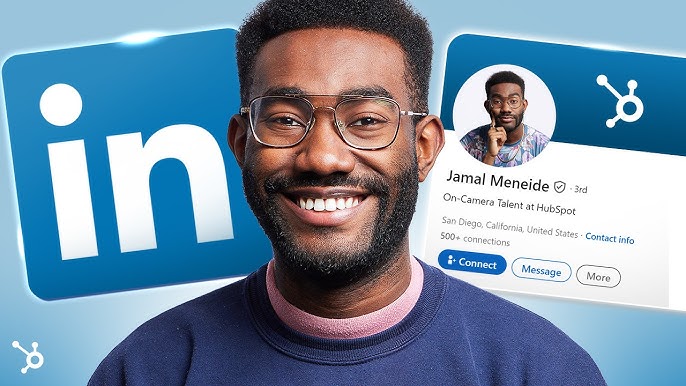 in
Jamal Meneide · 3rd
On-Camera Talent at HubSpot
San Diego, California, United States · Contact info
500+ connections
Connect
Message
More